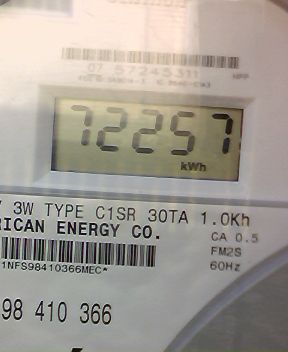 07 57245311
72257
kWh
3W TYPE C1SR 30TA 1.0Kh
RICAN ENERGY CO.
CA 0.5
FM2S
60Hz
1NFS98410366MEC*
98 410 366